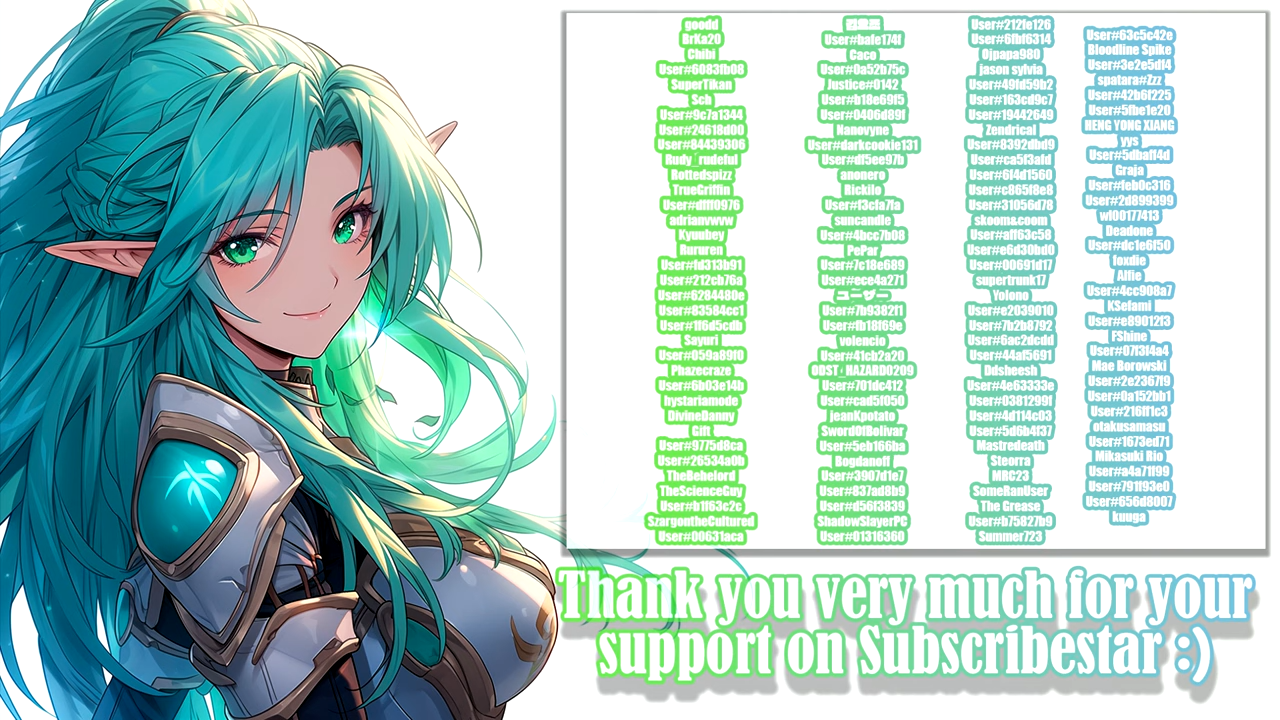 goodd
BrKa20
Chibi
User#6083fb08
SuperTikan
Sch
User#9c7a1344
User#24618d00
User#84439306
Rudy_rudeful
Rottedspizz
TrueGriffin
User#dfff0976
adrianvwvw
Kyuubey
Rururen
User#fd313b91
User#212cb76a
User#6284480e
User#83584cc1
User#1f6d5cdb
Sayuri
User#059a89f0
Phazecraze
User#6b03e14b
hystariamode
DivineDanny
Gift
User#9775d8ca
User#26534a0b
TheBehelord
TheScienceGuy
User#b1f63c2c
SzargontheCultured
User#00631aca
User#bafe174f
Caco
User#0a52b75c
Justice#0142
User#b18e69f5
User#0406d89f
Nanovyne
User#darkcookie131
User#df5ee97b
anonero
Rickilo
User#f3cfa7fa
suncandle
User#4bcc7b08
PePar
User#7c18e689
User#ece4a271
ユーザー
User#7b9382f1
User#fb18f69e
volencio
User#41cb2a20
ODST - HAZARD0209
User#701dc412
User#cad5f050
jeanKpotato
SwordOfBolivar
User#5eb166ba
Bogdanoff
User#3907d1e7
User#837ad8b9
User#d56f3839
ShadowSlayerPC
User#01316360
User#212fe126
User#6fbf6314
Ojpapa980
jason sylvia
User#49fd59b2
User#163cd9c7
User#19442649
Zendrical
User#8392dbd9
User#ca5f3afd
User#6f4d1560
User#c865f8e8
User#31056d78
skoom&coom
User#aff63c58
User#e6d30bd0
User#00691d17
supertrunk17
Yolono
User#e2039010
User#7b2b8792
User#6ac2dcdd
User#44af5691
Ddsheesh
User#4e63333e
User#0381299f
User#4d114c03
User#5d6b4f37
Mastredeath
Steorra
MRC23
SomeRanUser
The Grease
User#b75827b9
Summer723
User#63c5c42e
Bloodline Spike
User#3e2e5df4
spatara#Zzz
User#42b6f225
User#5fbe1e20
HENG YONG XIANG
yys
User#5dbaff4d
Graja
User#feb0c316
User#2d899399
wf00177413
Deadone
User#dc1e6f50
foxdie
Alfie
User#4cc908a7
KSefami
User#e89012f3
FShine
User#07f3f4a4
Mae Borowski
User#2e2367f9
User#0a152bb1
User#216ff1c3
otakusamasu
User#1673ed71
Mikasuki Rio
User#a4a71f99
User#791f93e0
User#656d8007
kuuga
Thank you very much for your
support on Subscribestar :)